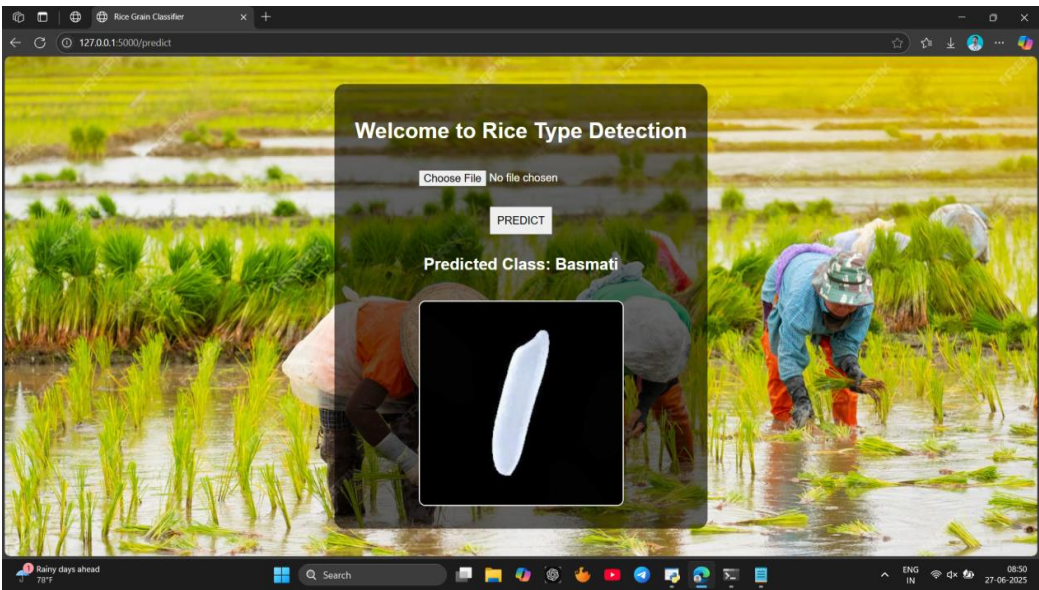 Rice Grain Classifier
127.0.0.1:5000/predict
Welcome to Rice Type Detection
Choose File No file chosen
PREDICT
Predicted Class: Basmati
Rainy days ahead
78°F
1
Search
ENG
IN
08:50
27-06-2025